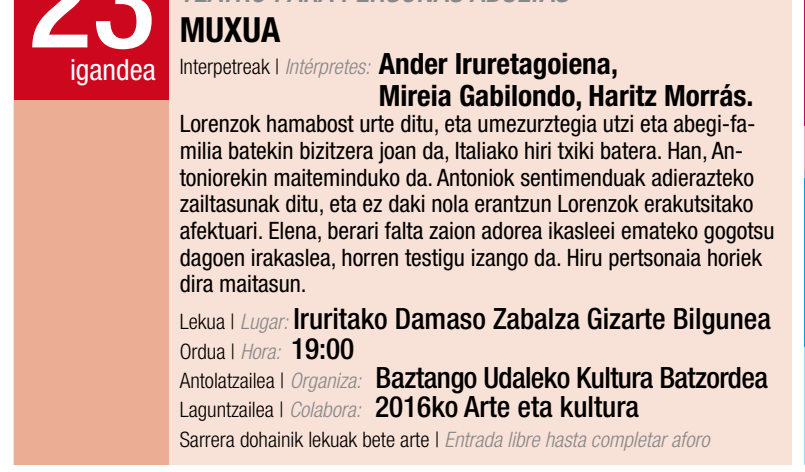 23
igandea
TEATRO PARA PERSONAS ADULTAS
MUXUA
Interpetreak | Intérpretes: Ander Iruretagoiena,
Mireia Gabilondo, Haritz Morrás.
Lorenzok hamabost urte ditu, eta umezurztegia utzi eta abegi-fa-
milia batekin bizitzera joan da, Italiako hiri txiki batera. Han, An-
toniorekin maiteminduko da. Antoniok sentimenduak adierazteko
zailtasunak ditu, eta ez daki nola erantzun Lorenzok erakutsitako
afektuari. Elena, berari falta zaion adorea ikasleei emateko gogotsu
dagoen irakaslea, horren testigu izango da. Hiru pertsonaia horiek
dira maitasun.
Lekua | Lugar: Iruritako Damaso Zabalza Gizarte Bilgunea
Ordua | Hora: 19:00
Antolatzailea | Organiza: Baztango Udaleko Kultura Batzordea
Laguntzailea | Colabora: 2016ko Arte eta kultura
Sarrera dohainik lekuak bete arte | Entrada libre hasta completar aforo